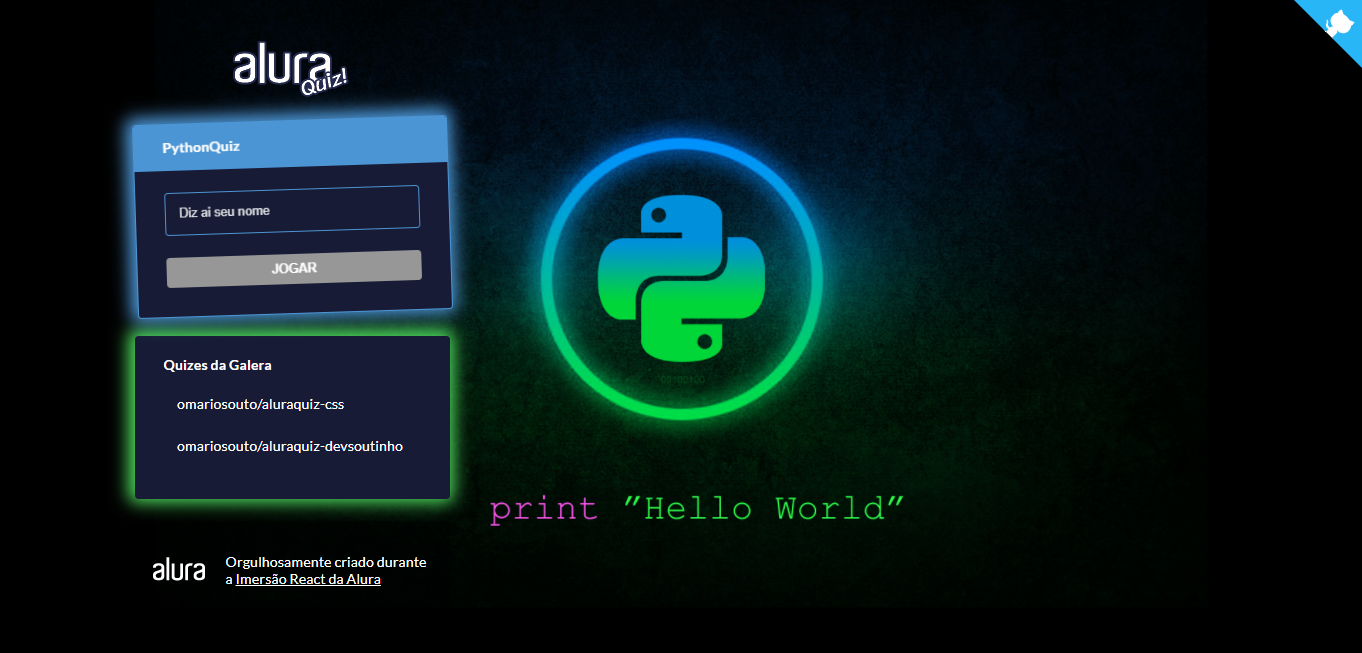 alura
Quiz!
PythonQuiz
Diz ai seu nome
JOGAR
Quizes da Galera
omariosouto/aluraquiz-css
omariosouto/aluraquiz-devsoutinho
00100100
print ”Hello World”
alura
Orgulhosamente criado durante
a Imersão React da Alura